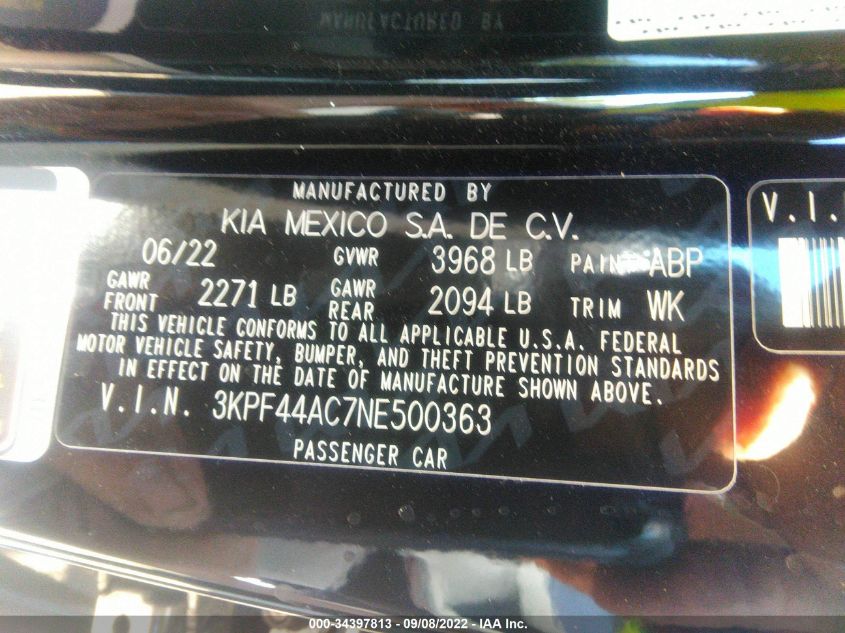 MANUFACTURED BY
MANUFACTURED BY
KIA MEXICO S.A. DE C.V.
06/22 GVWR 3968 LB PAINT ABP
GAWR FRONT 2271 LB GAWR REAR 2094 LB TRIM WK
THIS VEHICLE CONFORMS TO ALL APPLICABLE U.S.A. FEDERAL
MOTOR VEHICLE SAFETY, BUMPER, AND THEFT PREVENTION STANDARDS
IN EFFECT ON THE DATE OF MANUFACTURE SHOWN ABOVE.
V.I.N. 3KPF44AC7NE500363
PASSENGER CAR
V.I.
000-34397813 - 09/08/2022 - IAA Inc.